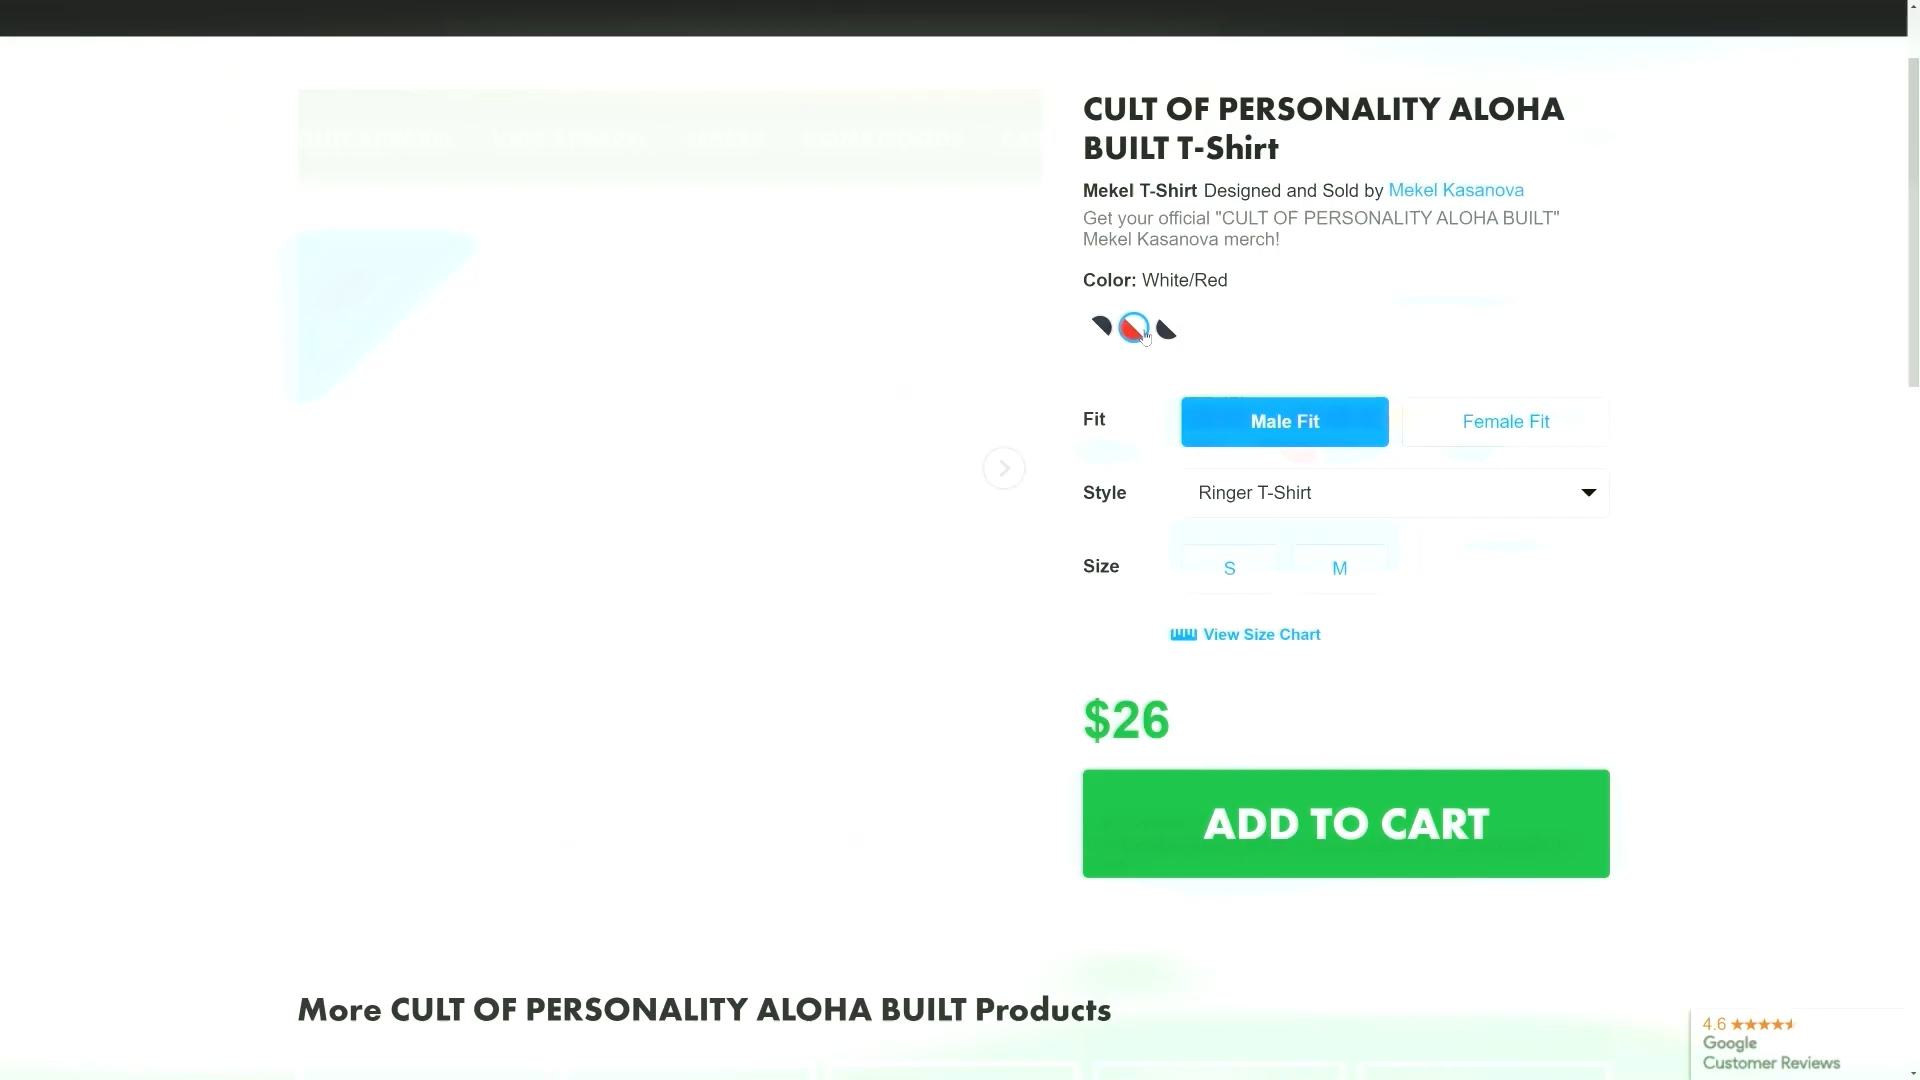 CULT OF PERSONALITY ALOHA
BUILT T-Shirt
Mekel T-Shirt Designed and Sold by Mekel Kasanova
Get your official "CULT OF PERSONALITY ALOHA BUILT"
Mekel Kasanova merch!
Color: White/Red
Fit
Male Fit
Female Fit
Style
Ringer T-Shirt
Size
S
M
View Size Chart
$26
ADD TO CART
More CULT OF PERSONALITY ALOHA BUILT Products
4.6
Google
Customer Reviews